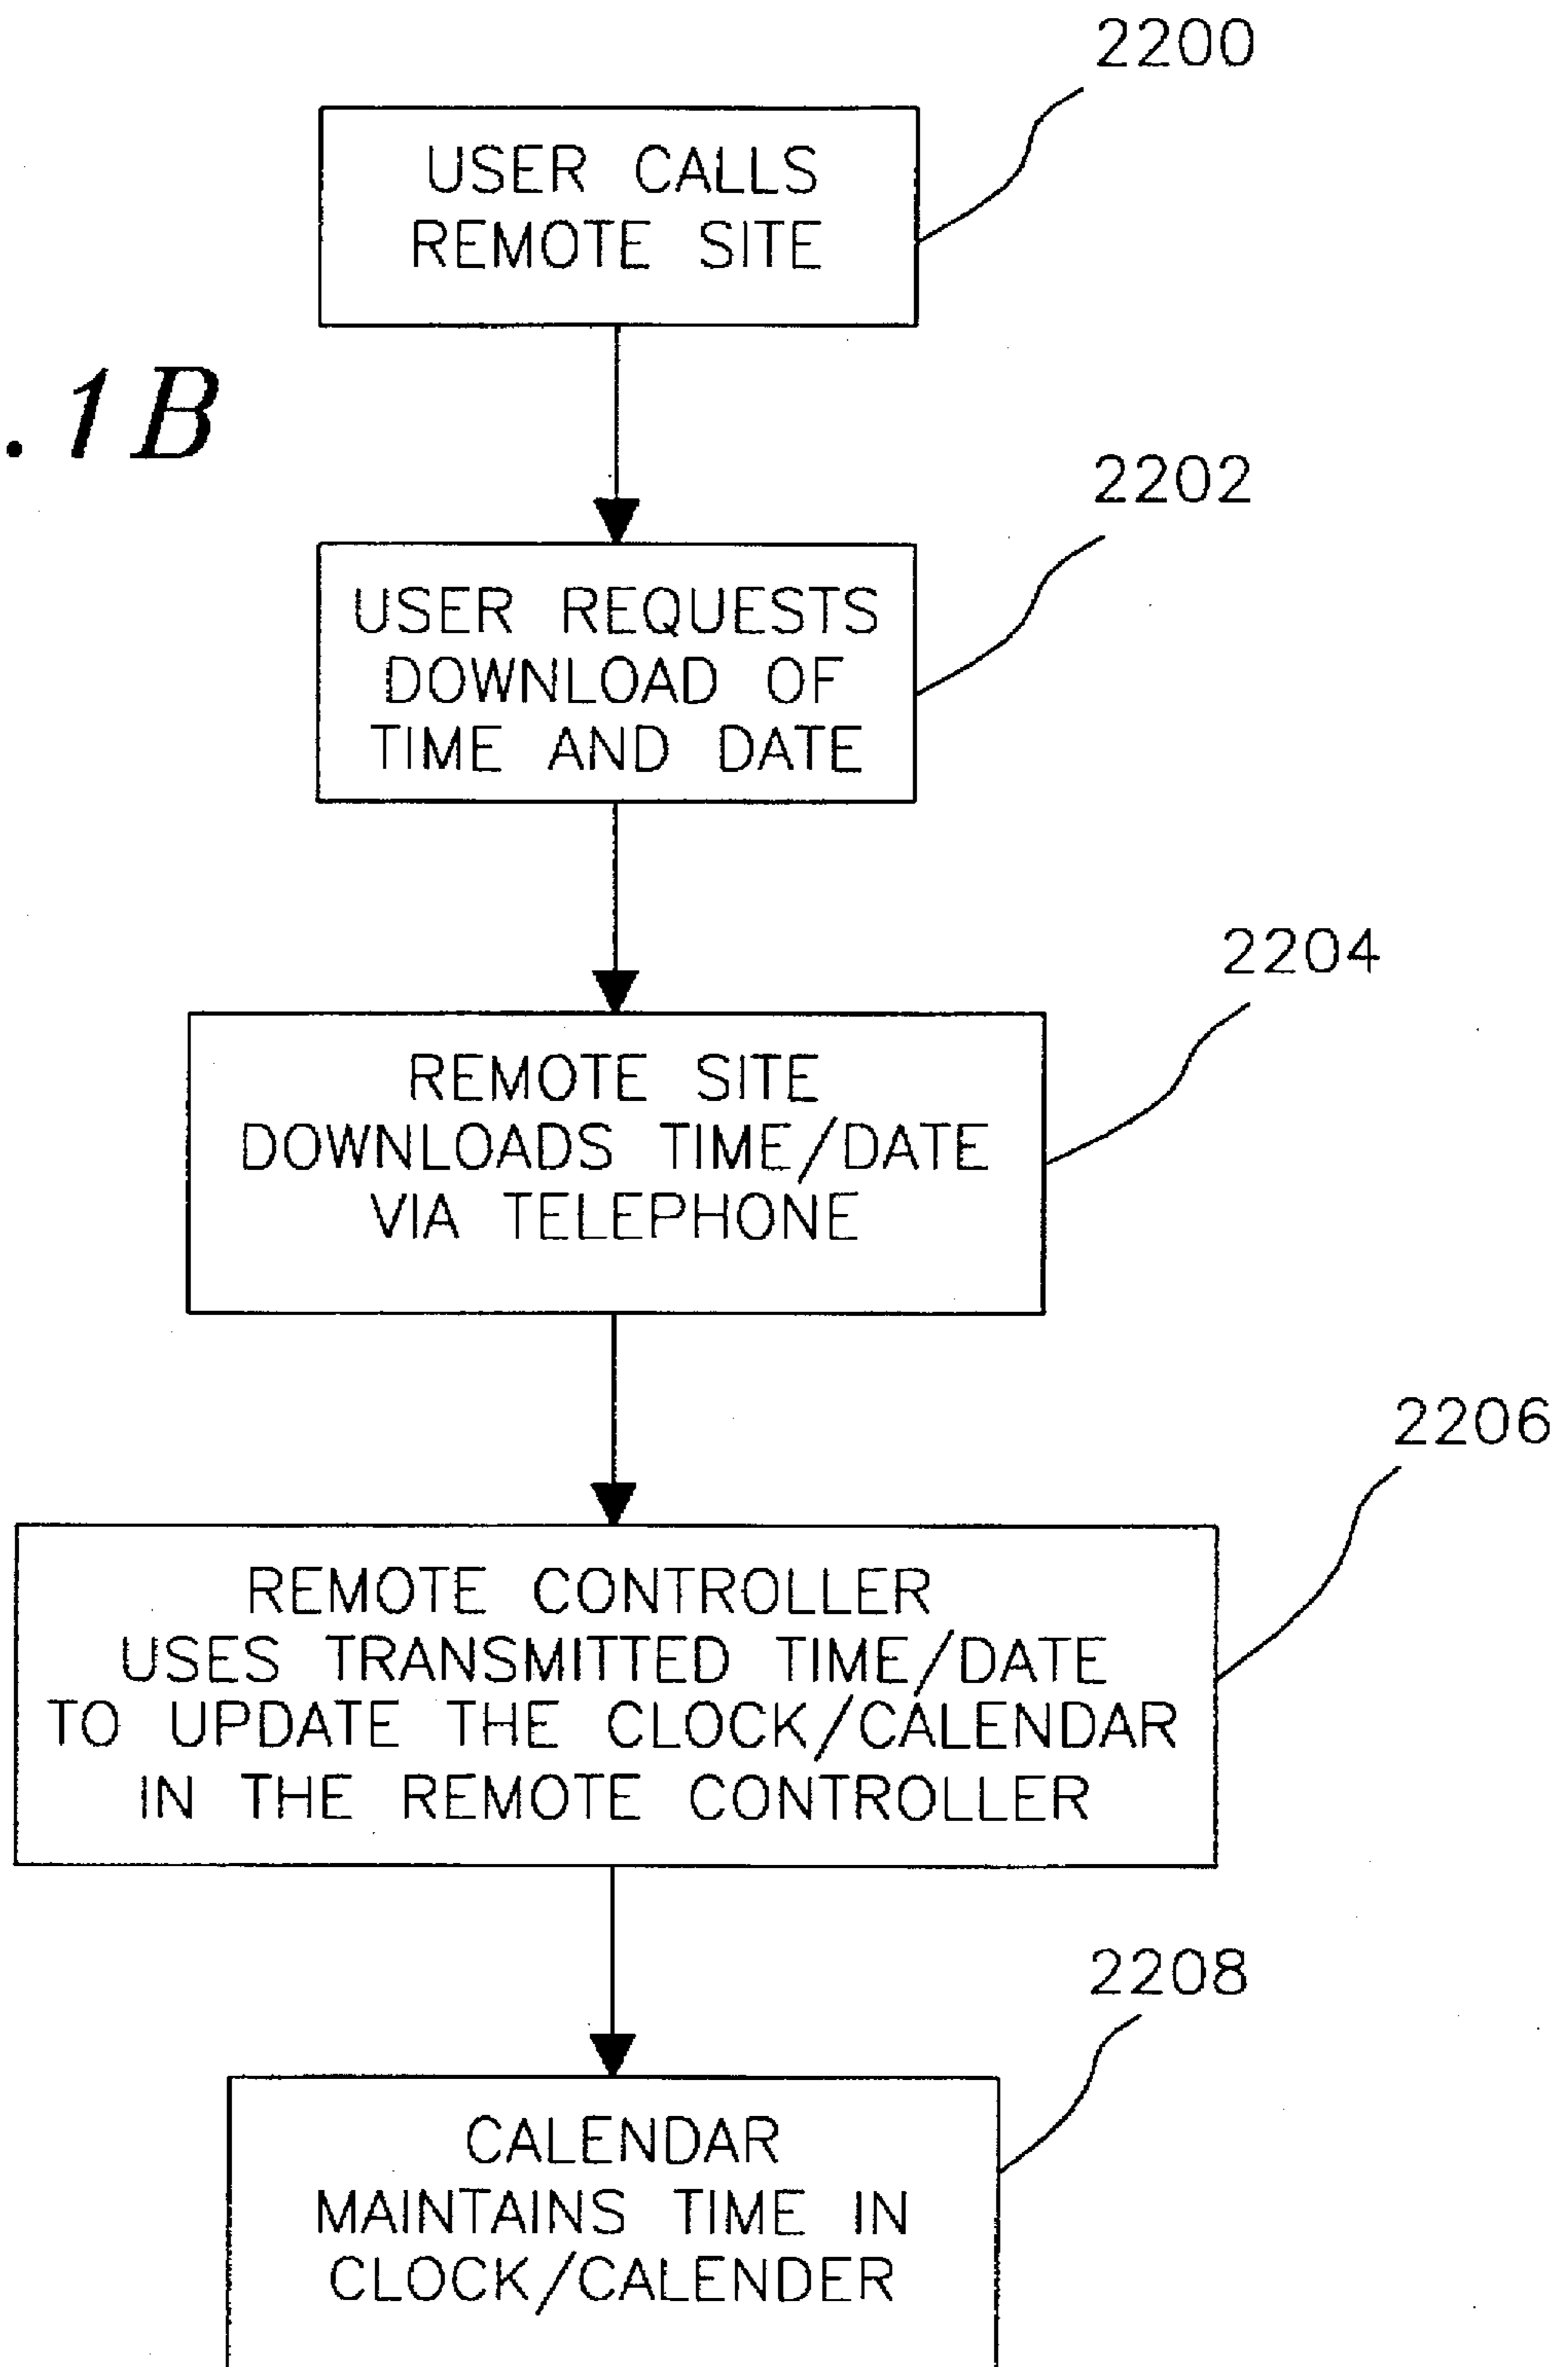 2200
USER CALLS
REMOTE SITE
.1B
2202
USER REQUESTS
DOWNLOAD OF
TIME AND DATE
2204
REMOTE SITE
DOWNLOADS TIME/DATE
VIA TELEPHONE
2206
REMOTE CONTROLLER
USES TRANSMITTED TIME/DATE
TO UPDATE THE CLOCK/CALENDAR
IN THE REMOTE CONTROLLER
2208
CALENDAR
MAINTAINS TIME IN
CLOCK/CALENDER